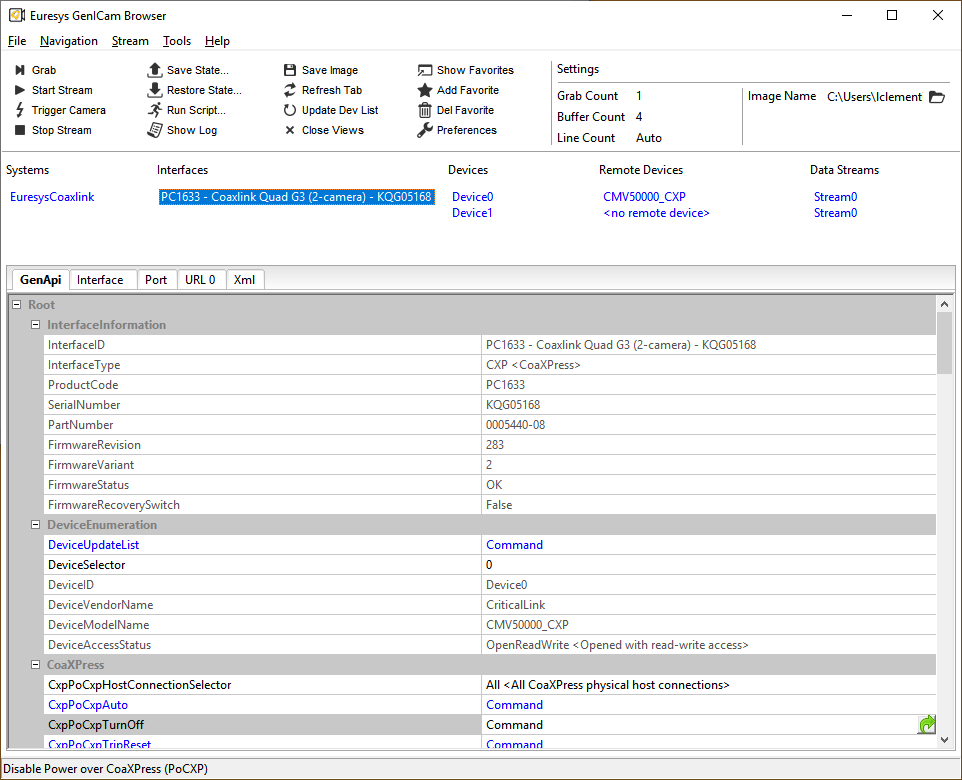 Euresys GenICam Browser
File Navigation Stream Tools Help
Grab Save State... Save Image Show Favorites Settings
Start Stream Restore State... Refresh Tab Add Favorite Grab Count 1 Image Name C:\Users\lclement
Trigger Camera Run Script... Update Dev List Del Favorite Buffer Count 4
Stop Stream Show Log Close Views Preferences Line Count Auto
Systems Interfaces Devices Remote Devices Data Streams
EuresysCoaxlink PC1633 - Coaxlink Quad G3 (2-camera) - KQG05168 Device0 CMV50000_CXP Stream0
Device1 <no remote device> Stream0
GenApi Interface Port URL 0 Xml
Root
InterfaceInformation
InterfaceID PC1633 - Coaxlink Quad G3 (2-camera) - KQG05168
InterfaceType CXP <CoaXPress>
ProductCode PC1633
SerialNumber KQG05168
PartNumber 0005440-08
FirmwareRevision 283
FirmwareVariant 2
FirmwareStatus OK
FirmwareRecoverySwitch False
DeviceEnumeration
DeviceUpdateList Command
DeviceSelector 0
DeviceID Device0
DeviceVendorName CriticalLink
DeviceModelName CMV50000_CXP
DeviceAccessStatus OpenReadWrite <Opened with read-write access>
CoaXPress
CxpPoCxpHostConnectionSelector All <All CoaXPress physical host connections>
CxpPoCxpAuto Command
CxpPoCxpTurnOff Command
CxpPoCxpTripReset Command
Disable Power over CoaXPress (PoCXP)